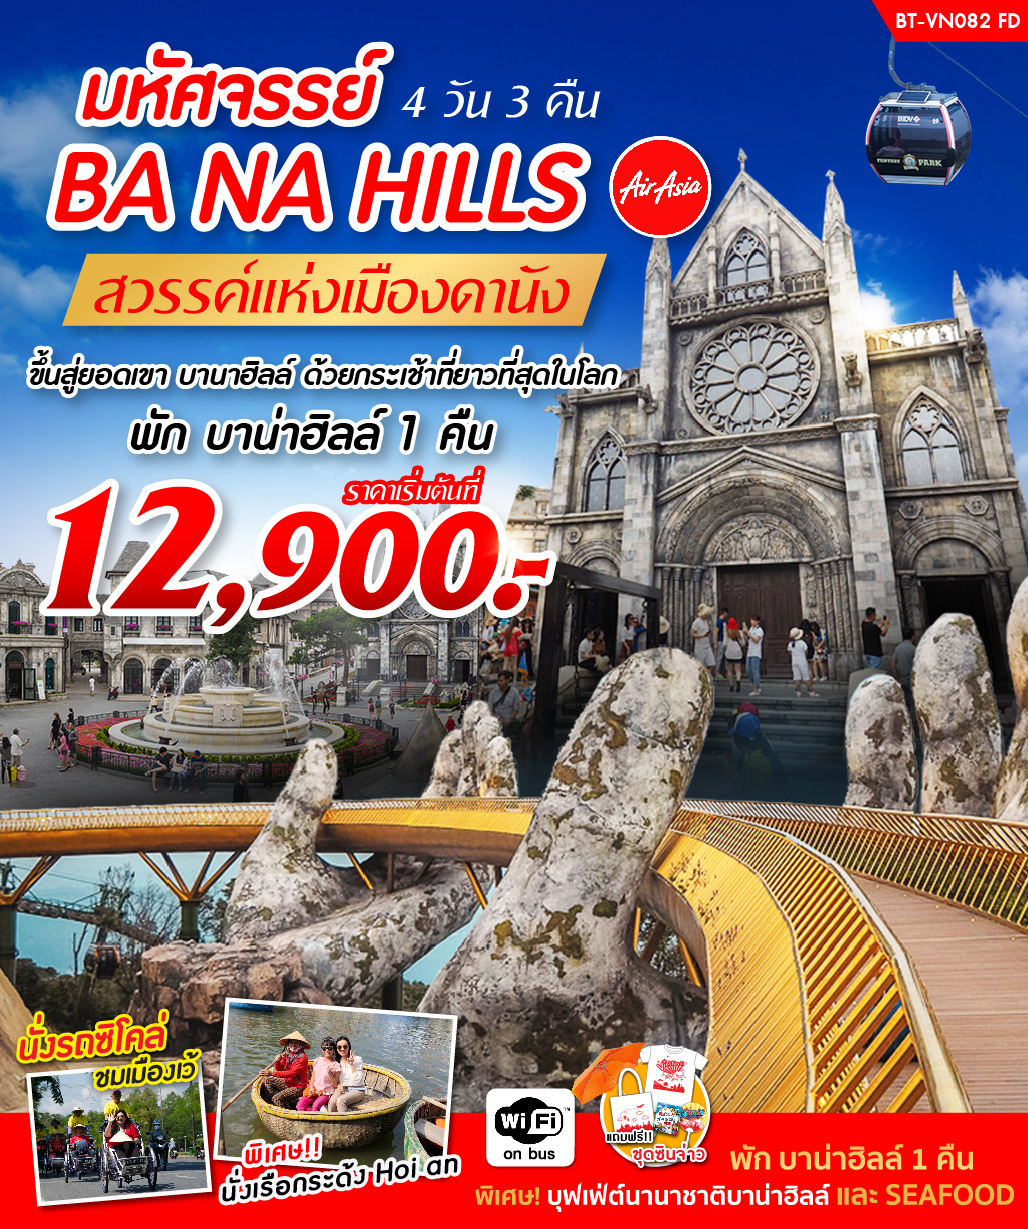 BT-VN082 FD
มหัศจรรย์ 4 วัน 3 คืน
BA NA HILLS
AirAsia
สวรรค์แห่งเมืองดานัง
ขึ้นสู่ยอดเขา บานาฮิลล์ ด้วยกระเช้าที่ยาวที่สุดในโลก
พัก บาน่าฮิลล์ 1 คืน
ราคาเริ่มต้นที่
12,900.-
BIDV
FANTASY PARK
นั่งรถซิโคล่
ชมเมืองเว้
พิเศษ!!
นั่งเรือกระด้ง Hoi an
WiFi™
on bus
แถมฟรี!!
ชุดซินจ่าว
พัก บาน่าฮิลล์ 1 คืน
พิเศษ! บุฟเฟ่ต์นานาชาติบาน่าฮิลล์ และ SEAFOOD